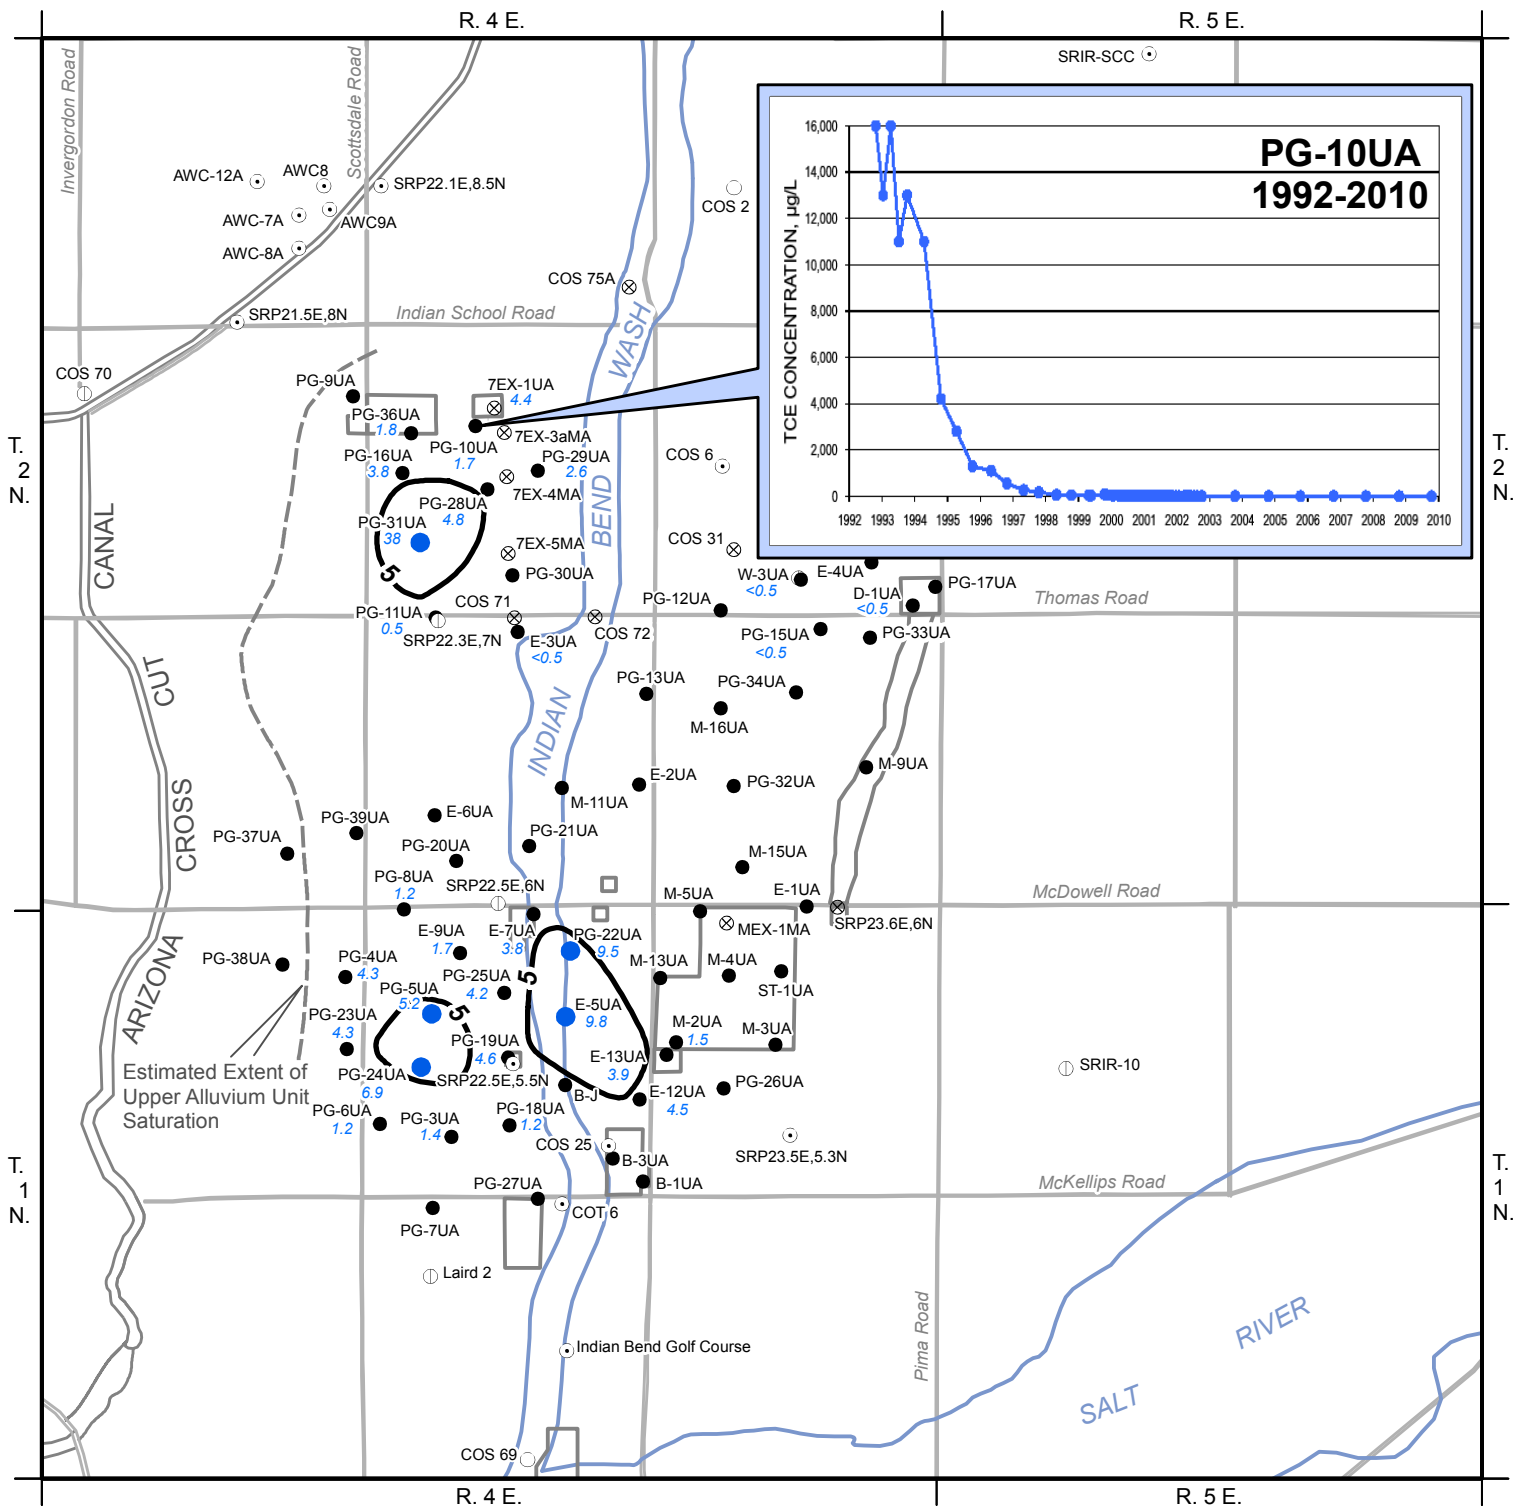 R. 4 E.
R. 5 E.
Invergordon Road
Scottsdale Road
SRIR-SCC
AWC-12A
AWC8
SRP22.1E,8.5N
AWC-7A
AWC9A
AWC-8A
COS 2
COS 75A
SRP21.5E,8N
Indian School Road
WASH
PG-10UA
1992-2010
TCE CONCENTRATION, µg/L
16,000
14,000
12,000
10,000
8,000
6,000
4,000
2,000
0
1992 1993 1994 1995 1996 1997 1998 1999 2000 2001 2002 2003 2004 2005 2006 2007 2008 2009 2010
COS 70
PG-9UA
7EX-1UA
4.4
PG-36UA
1.8
PG-10UA
1.7
7EX-3aMA
T.
2
N.
T.
2
N.
PG-16UA
3.8
PG-29UA
2.6
COS 6
7EX-4MA
PG-28UA
4.8
BEND
PG-31UA
38
5
7EX-5MA
COS 31
CANAL
PG-30UA
W-3UA
<0.5
E-4UA
PG-17UA
D-1UA
<0.5
Thomas Road
PG-11UA
0.5
COS 71
PG-12UA
SRP22.3E,7N
E-3UA
<0.5
COS 72
PG-15UA
<0.5
PG-33UA
CUT
PG-13UA
PG-34UA
M-16UA
INDIAN
M-9UA
E-2UA
PG-32UA
M-11UA
E-6UA
PG-39UA
PG-37UA
PG-21UA
PG-20UA
CROSS
M-15UA
PG-8UA
1.2
SRP22.5E,6N
M-5UA
E-1UA
McDowell Road
E-9UA
1.7
E-7UA
3.8
PG-22UA
9.5
MEX-1MA
SRP23.6E,6N
PG-38UA
PG-4UA
4.3
PG-25UA
4.2
5
M-13UA
M-4UA
ST-1UA
ARIZONA
PG-5UA
5.2
5
E-5UA
9.8
PG-23UA
4.3
PG-19UA
4.6
M-2UA
1.5
M-3UA
E-13UA
3.9
Estimated Extent of
Upper Alluvium Unit
Saturation
PG-24UA
6.9
SRP22.5E,5.5N
SRIR-10
B-J
E-12UA
4.5
PG-26UA
PG-6UA
1.2
PG-3UA
1.4
PG-18UA
1.2
COS 25
SRP23.5E,5.3N
B-3UA
T.
1
N.
T.
1
N.
PG-27UA
B-1UA
McKellips Road
COT 6
PG-7UA
Laird 2
Indian Bend Golf Course
Pima Road
RIVER
SALT
COS 69
R. 4 E.
R. 5 E.